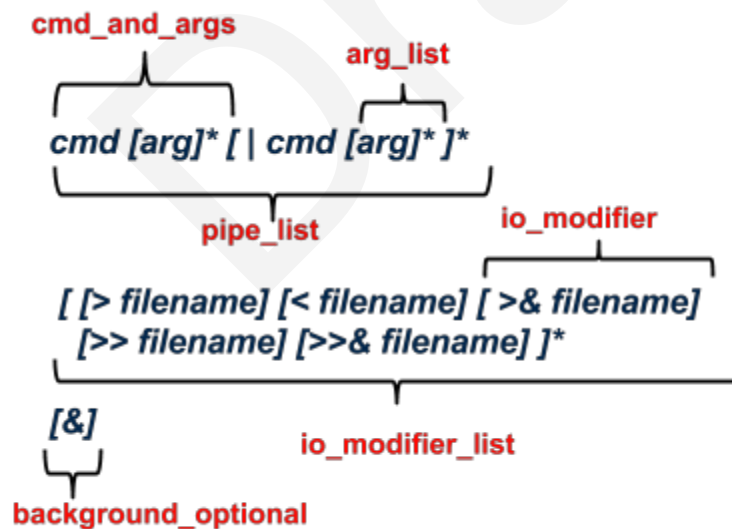 cmd_and_args
arg_list
cmd [arg]* [ | cmd [arg]* ]*
pipe_list
io_modifier
[ [> filename] [< filename] [ >& filename]
[>> filename] [>>& filename] ]*
[&]
io_modifier_list
background_optional